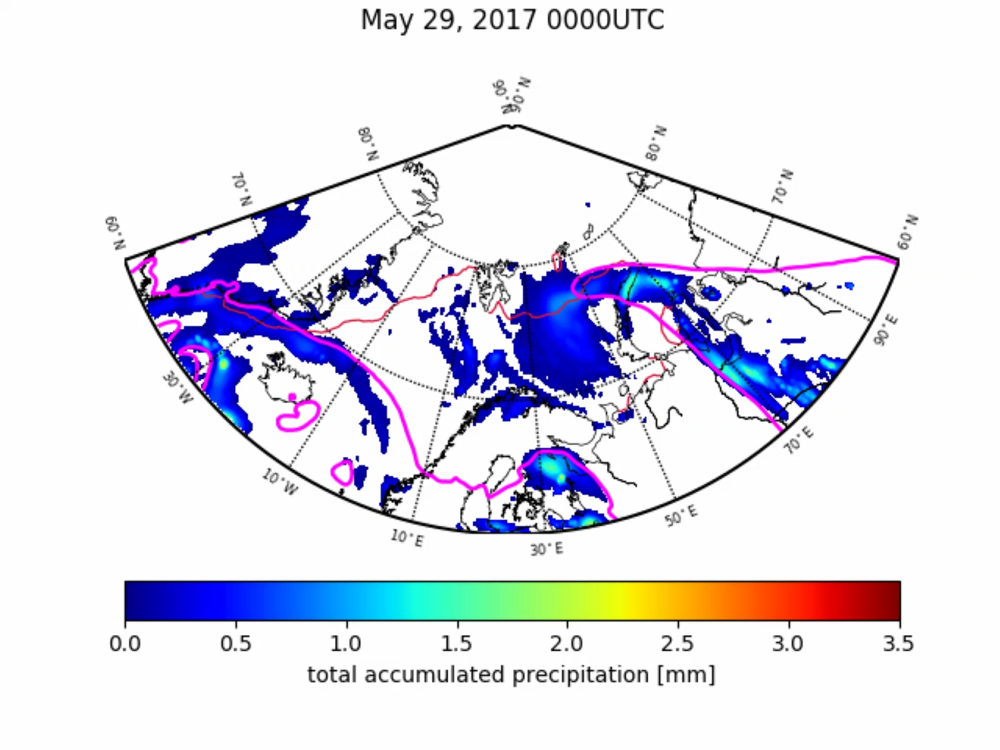 May 29, 2017 0000UTC
90°N
90°N
80°N
80°N
70°N
70°N
60°N
60°N
90°E
30°W
70°E
10°W
50°E
10°E
30°E
0.0 0.5 1.0 1.5 2.0 2.5 3.0 3.5
total accumulated precipitation [mm]